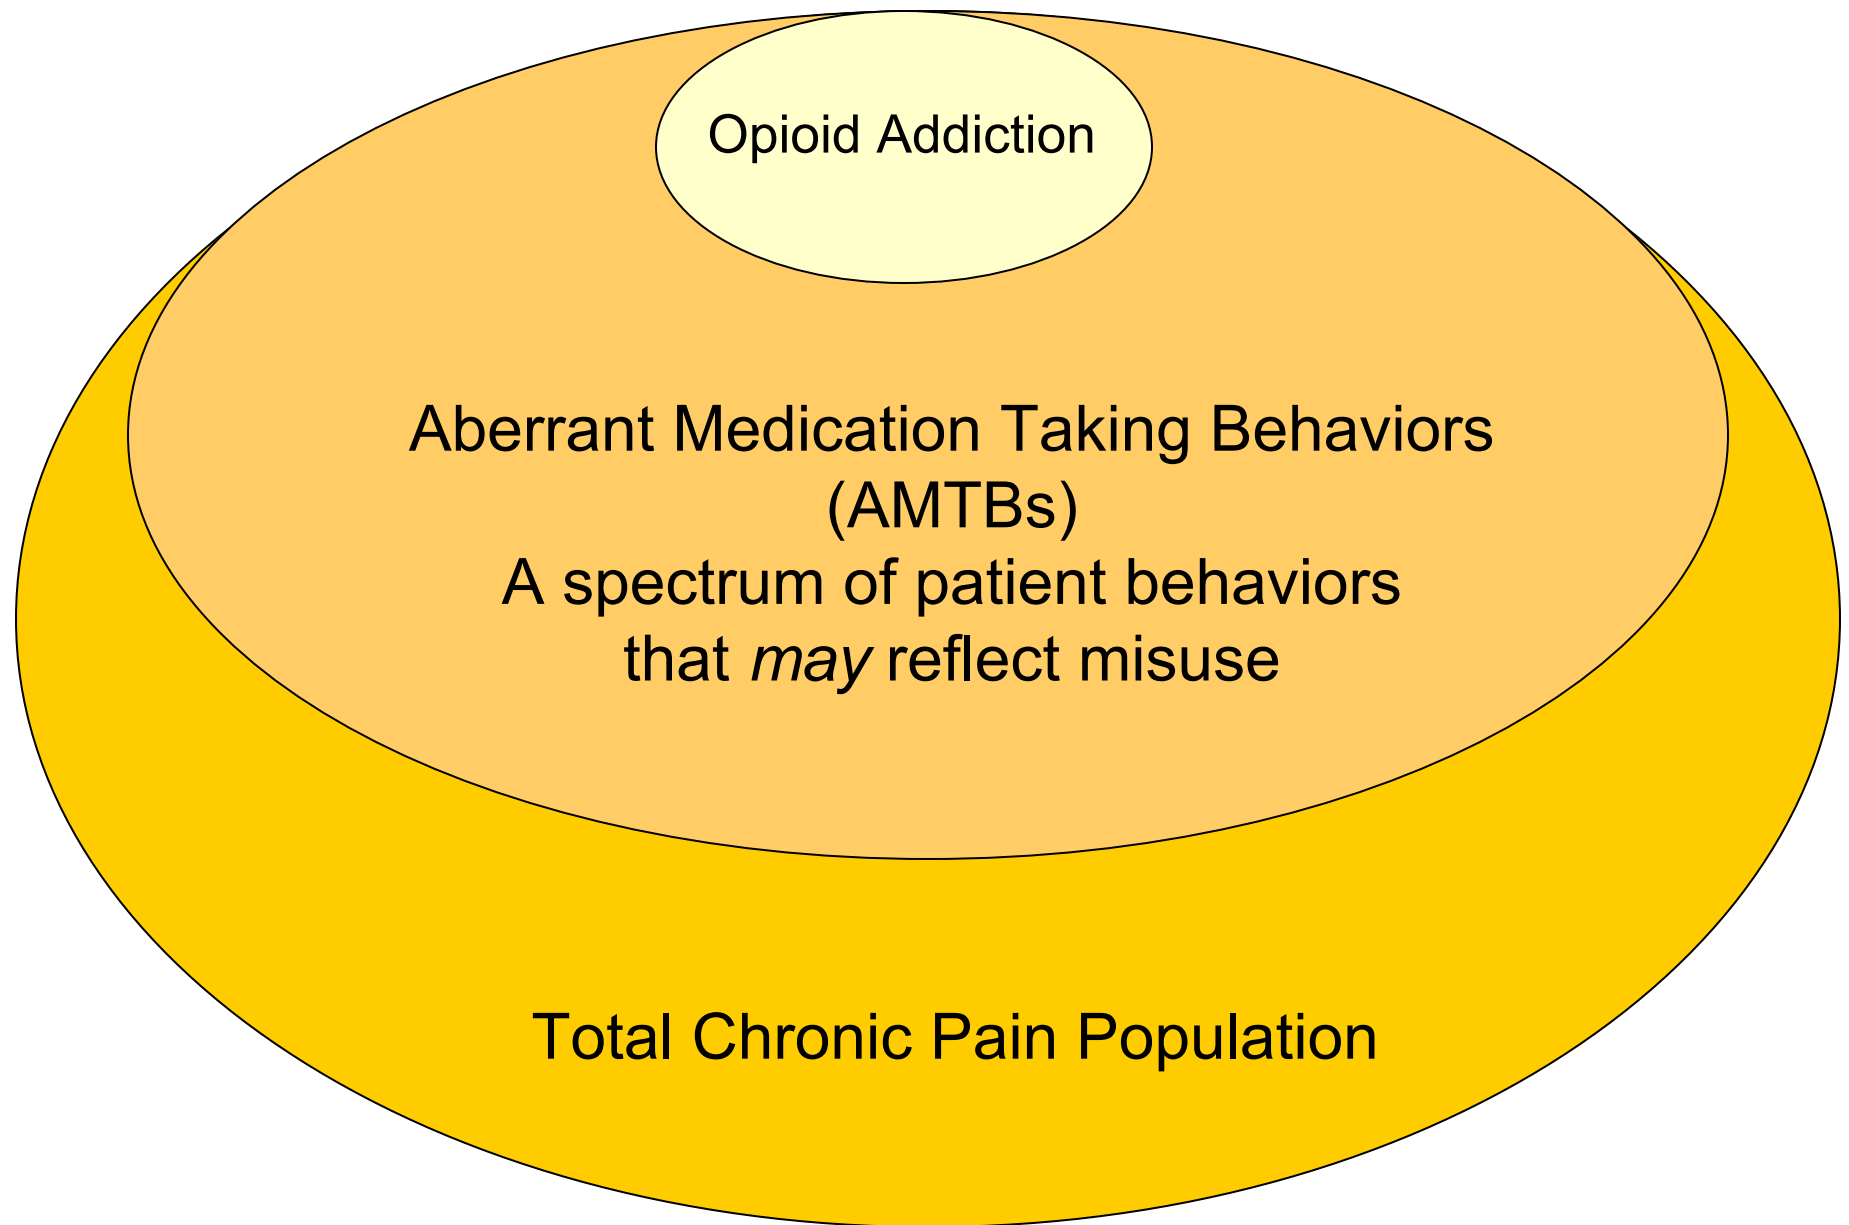 Opioid Addiction
Aberrant Medication Taking Behaviors
(AMTBs)
A spectrum of patient behaviors
that may reflect misuse
Total Chronic Pain Population